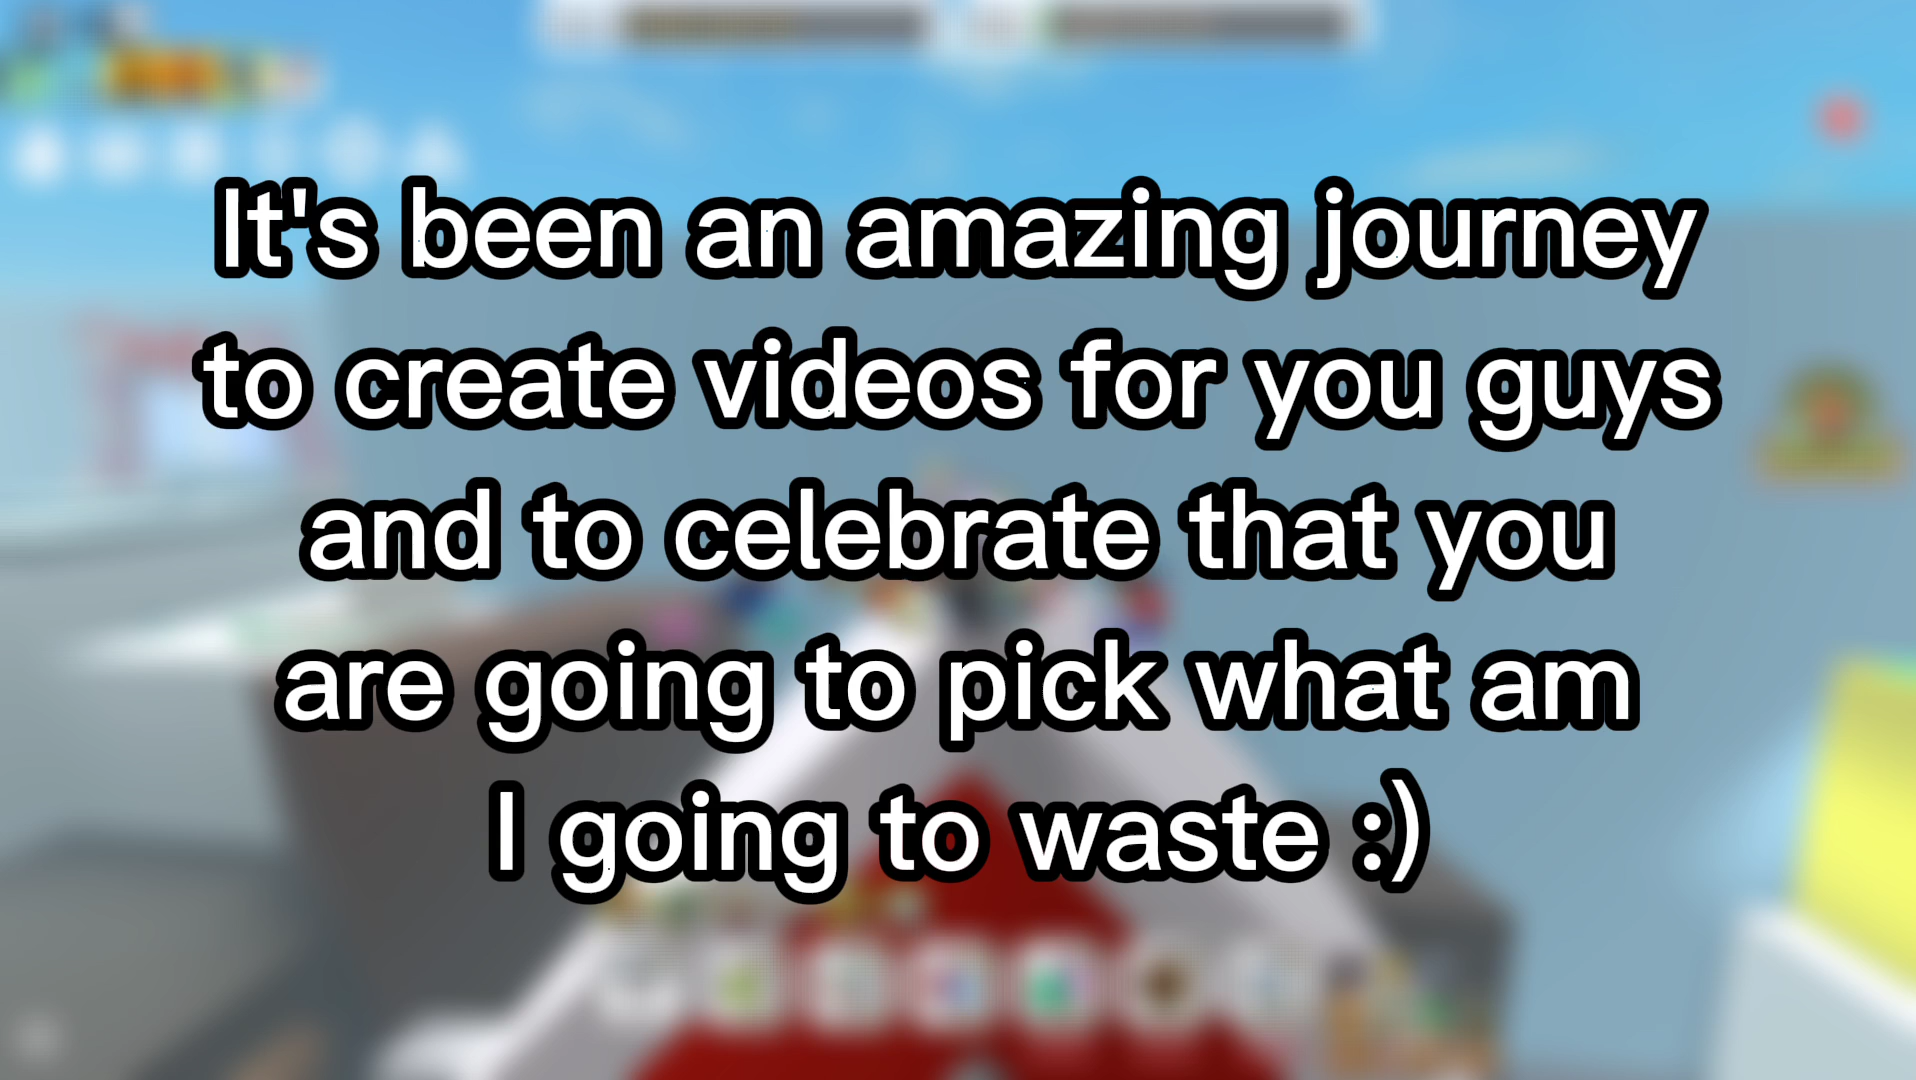 It's been an amazing journey
to create videos for you guys
and to celebrate that you
are going to pick what am
I going to waste :)